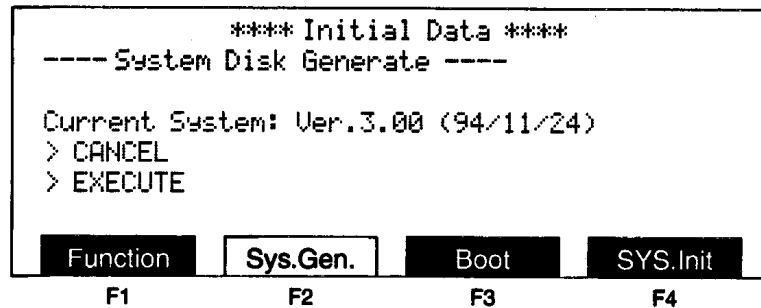 **** Initial Data ****
---- System Disk Generate ----
Current System: Ver.3.00 (94/11/24)
> CANCEL
> EXECUTE
Function Sys.Gen. Boot SYS.Init
F1 F2 F3 F4